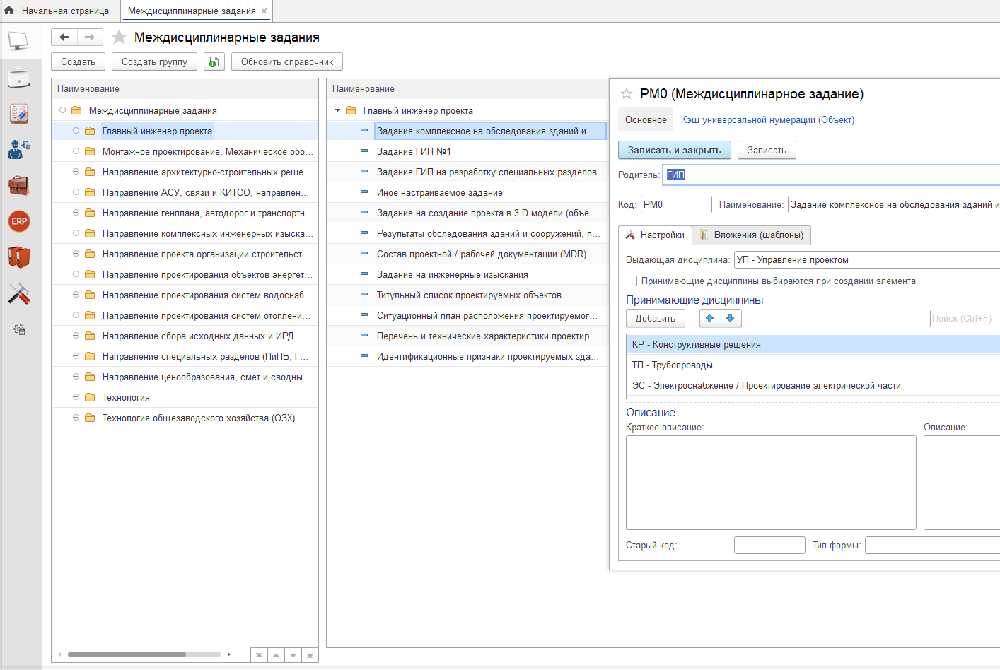 Начальная страница
Междисциплинарные задания
Междисциплинарные задания
Создать
Создать группу
Обновить справочник
Наименование
Междисциплинарные задания
Главный инженер проекта
Монтажное проектирование, Механическое обо...
Направление архитектурно-строительных реше...
Направление АСУ, связи и КИТСО, направлен...
Направление генплана, автодорог и транспортн...
Направление комплексных инженерных изыска...
Направление проекта организации строительст...
Направление проектирования объектов энергет...
Направление проектирования систем водоснаб...
Направление проектирования систем отоплени...
Направление сбора исходных данных и ИРД
Направление специальных разделов (ПиПБ, Г...
Направление ценообразования, смет и сводны...
Технология
Технология общезаводского хозяйства (ОЗХ). ...
ERP
Наименование
Главный инженер проекта
Задание комплексное на обследования зданий и ...
Задание ГИП №1
Задание ГИП на разработку специальных разделов
Иное настраиваемое задание
Задание на создание проекта в 3 D модели (объе...
Результаты обследования зданий и сооружений, п...
Состав проектной / рабочей документации (MDR)
Задание на инженерные изыскания
Титульный список проектируемых объектов
Ситуационный план расположения проектируемог...
Перечень и технические характеристики проектир...
Идентификационные признаки проектируемых зда...
PM0 (Междисциплинарное задание)
Основное
Кэш универсальной нумерации (Объект)
Записать и закрыть
Записать
Родитель: ГИП
Код: PM0 Наименование: Задание комплексное на обследования зданий и
Настройки
Вложения (шаблоны)
Выдающая дисциплина: УП - Управление проектом
Принимающие дисциплины выбираются при создании элемента
Принимающие дисциплины
Добавить
Поиск (Ctrl+F)
КР - Конструктивные решения
ТП - Трубопроводы
ЭС - Электроснабжение / Проектирование электрической части
Описание
Краткое описание:
Описание:
Старый код:
Тип формы: